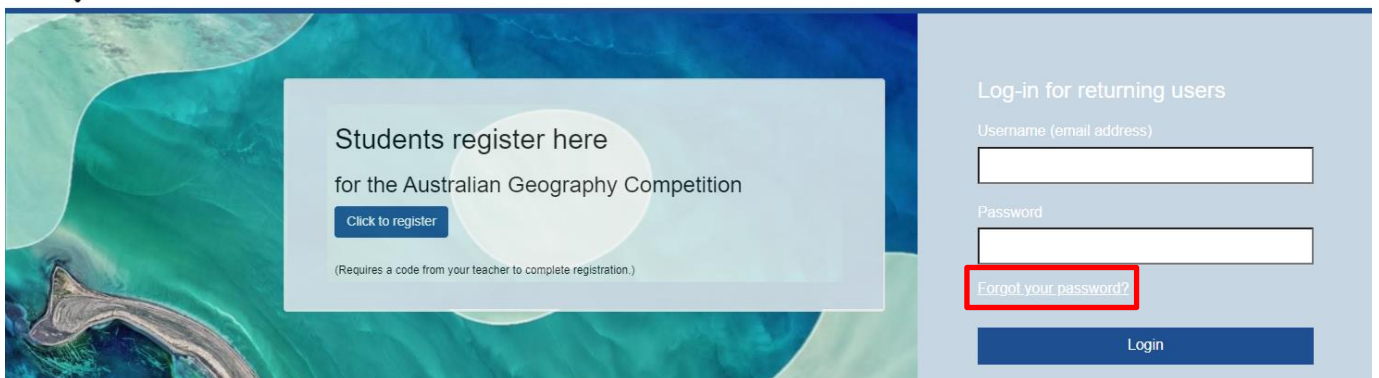 Students register here
for the Australian Geography Competition
Click to register
(Requires a code from your teacher to complete registration.)
Log-in for returning users
Username (email address)
Password
Forgot your password?
Login